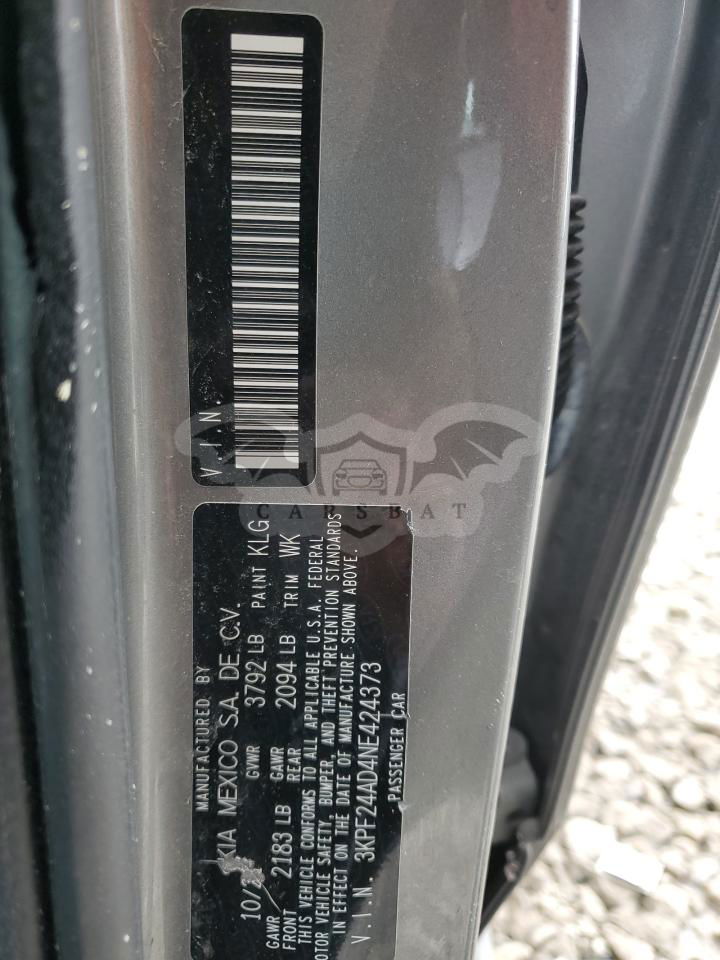 V.I.N.
MANUFACTURED BY
KIA MEXICO S.A. DE C.V.
10/ GVWR 3792 LB PAINT KLG
GAWR FRONT 2183 LB GAWR REAR 2094 LB TRIM WK
THIS VEHICLE CONFORMS TO ALL APPLICABLE U.S.A. FEDERAL
MOTOR VEHICLE SAFETY, BUMPER, AND THEFT PREVENTION STANDARDS
IN EFFECT ON THE DATE OF MANUFACTURE SHOWN ABOVE.
V.I.N. 3KPF24AD4NE424373
PASSENGER CAR
CARSBAT